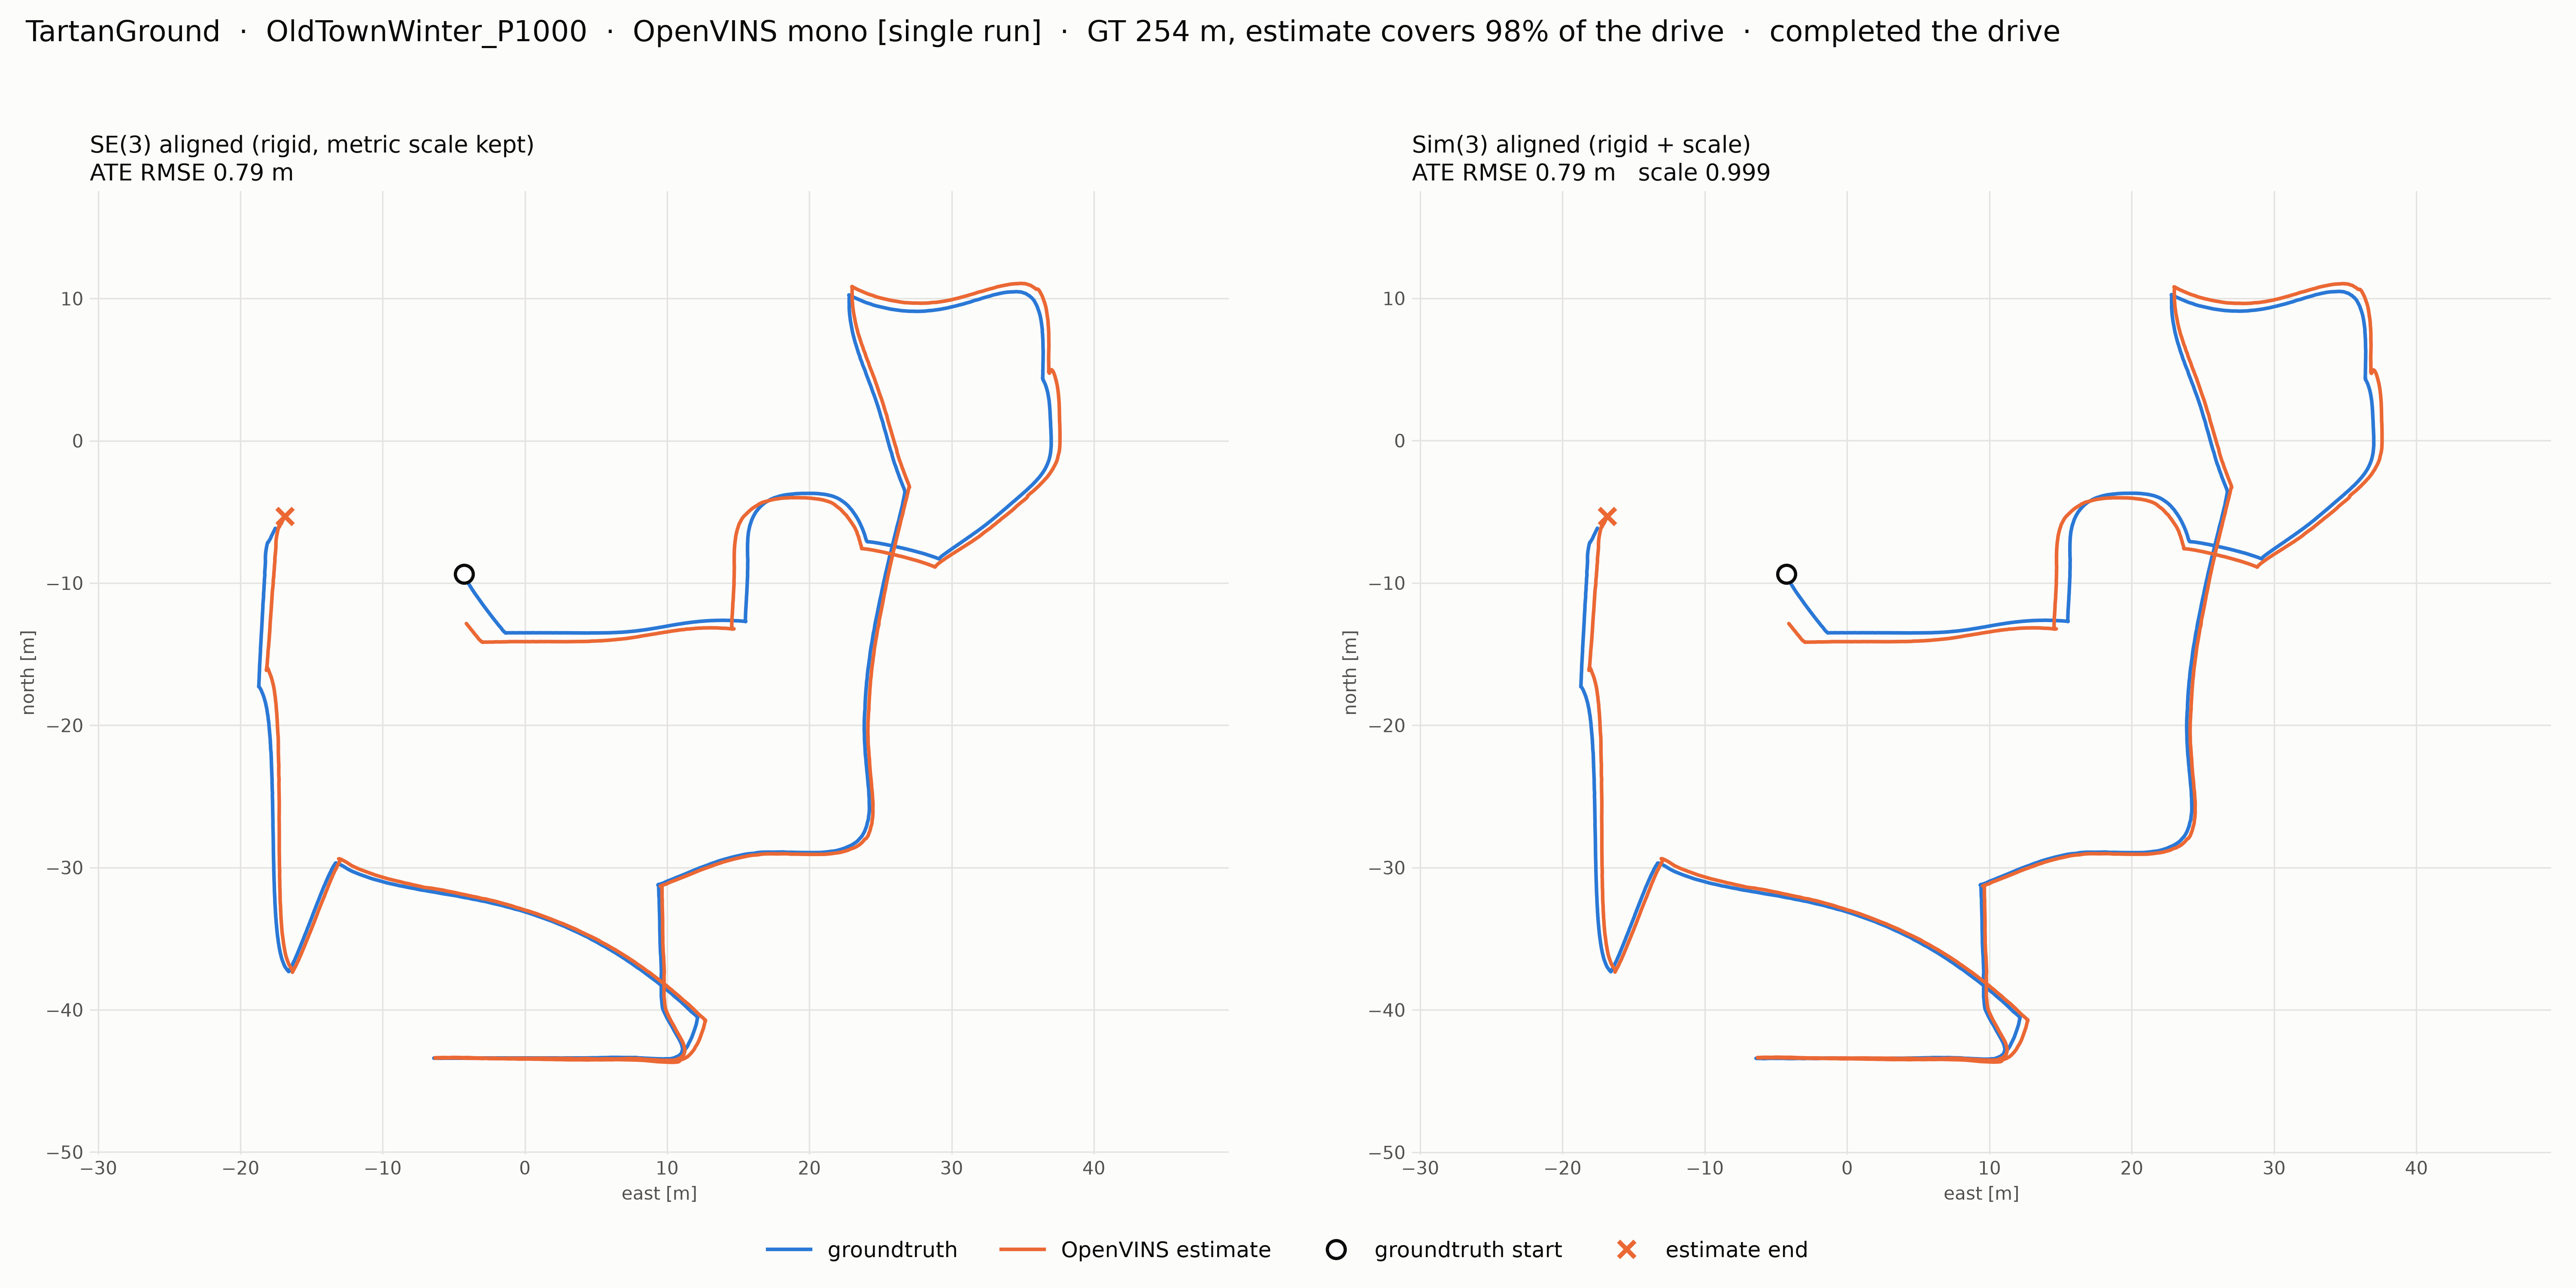 TartanGround · OldTownWinter_P1000 · OpenVINS mono [single run] · GT 254 m, estimate covers 98% of the drive · completed the drive
SE(3) aligned (rigid, metric scale kept)
ATE RMSE 0.79 m
10
0
−10
−20
−30
−40
−50
north [m]
−30 −20 −10 0 10 20 30 40
east [m]
Sim(3) aligned (rigid + scale)
ATE RMSE 0.79 m scale 0.999
10
0
−10
−20
−30
−40
−50
north [m]
−30 −20 −10 0 10 20 30 40
east [m]
groundtruth OpenVINS estimate groundtruth start estimate end